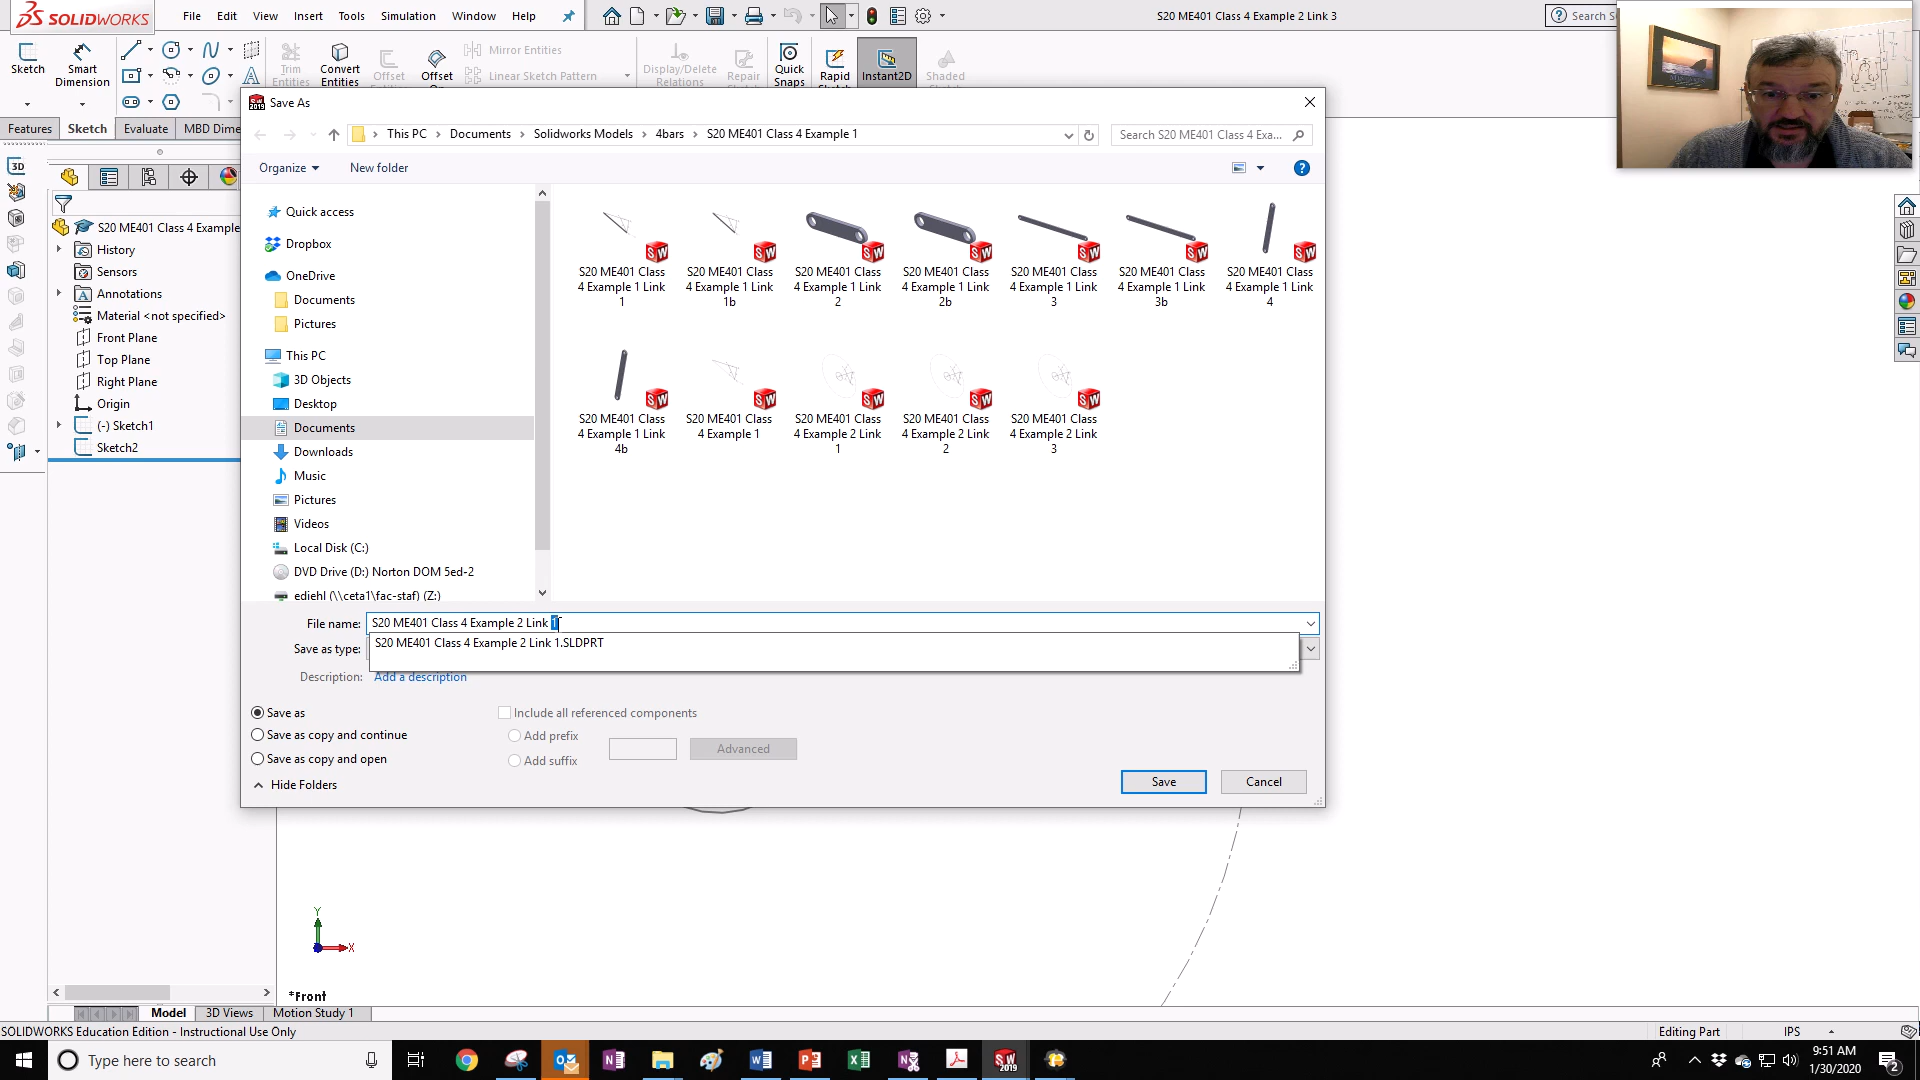 SOLIDWORKS
File Edit View Insert Tools Simulation Window Help
S20 ME401 Class 4 Example 2 Link 3
Search S
Sketch
Smart Dimension
Trim Entities
Convert Entities
Offset Entities
Offset
On
Mirror Entities
Linear Sketch Pattern
Display/Delete Relations
Repair
Quick Snaps
Rapid
Instant2D
Shaded
Features Sketch Evaluate MBD Dime
Save As
This PC > Documents > Solidworks Models > 4bars > S20 ME401 Class 4 Example 1
Search S20 ME401 Class 4 Exa...
Organize New folder
S20 ME401 Class 4 Example
History
Sensors
Annotations
Material <not specified>
Front Plane
Top Plane
Right Plane
Origin
(-) Sketch1
Sketch2
Quick access
Dropbox
OneDrive
Documents
Pictures
This PC
3D Objects
Desktop
Documents
Downloads
Music
Pictures
Videos
Local Disk (C:)
DVD Drive (D:) Norton DOM 5ed-2
ediehl (\\ceta1\fac-staf) (Z:)
S20 ME401 Class 4 Example 1 Link 1
S20 ME401 Class 4 Example 1 Link 1b
S20 ME401 Class 4 Example 1 Link 2
S20 ME401 Class 4 Example 1 Link 2b
S20 ME401 Class 4 Example 1 Link 3
S20 ME401 Class 4 Example 1 Link 3b
S20 ME401 Class 4 Example 1 Link 4
S20 ME401 Class 4 Example 1 Link 4b
S20 ME401 Class 4 Example 1
S20 ME401 Class 4 Example 2 Link 1
S20 ME401 Class 4 Example 2 Link 2
S20 ME401 Class 4 Example 2 Link 3
File name: S20 ME401 Class 4 Example 2 Link 1
S20 ME401 Class 4 Example 2 Link 1.SLDPRT
Save as type:
Description: Add a description
Save as
Save as copy and continue
Save as copy and open
Include all referenced components
Add prefix
Add suffix
Advanced
Hide Folders
Save Cancel
Y
X
*Front
Model 3D Views Motion Study 1
SOLIDWORKS Education Edition - Instructional Use Only
Editing Part IPS
Type here to search
9:51 AM
1/30/2020
2